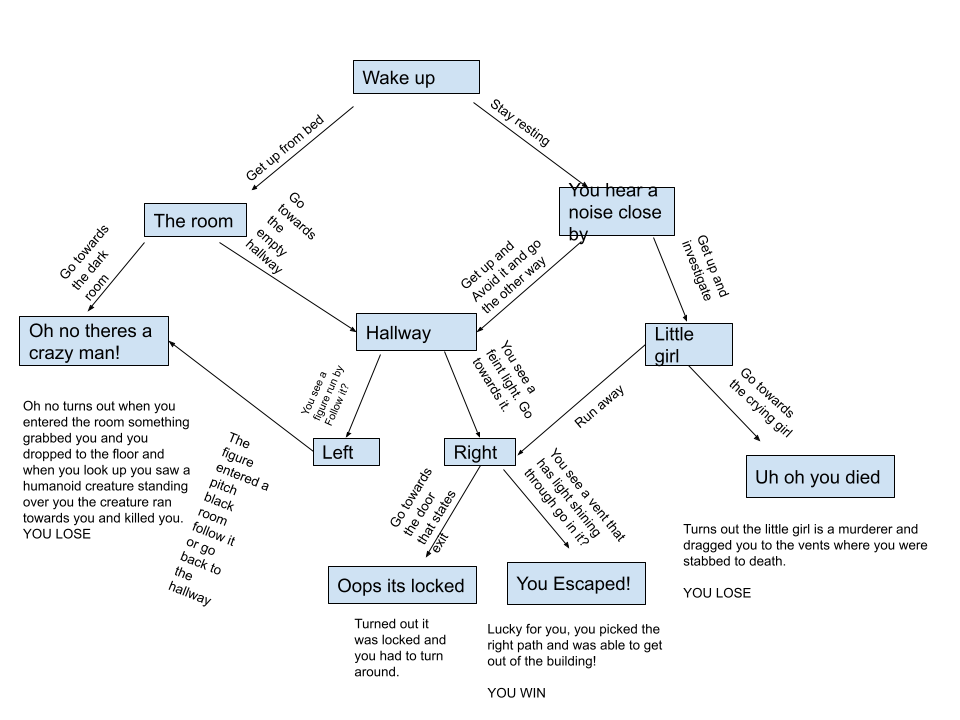 Wake up
Get up from bed
Stay resting
The room
Go
towards
the
empty
hallway
You hear a
noise close
by
Go towards
the dark
room
Get up and
Avoid it and go
the other way
Get up and
investigate
Oh no theres a
crazy man!
Hallway
Little
girl
You see a
figure run by
Follow it?
You see a
feint light. Go
towards it.
Run away
Go towards
the crying girl
Oh no turns out when you
entered the room something
grabbed you and you
dropped to the floor and
when you look up you saw a
humanoid creature standing
over you the creature ran
towards you and killed you.
YOU LOSE
The
figure
entered a
pitch
black
room
follow it
or go
back to
the
hallway
Left
Right
Go towards
the door
that states
exit
You see a vent that
has light shining
through go in it?
Uh oh you died
Turns out the little girl is a murderer and
dragged you to the vents where you were
stabbed to death.
YOU LOSE
Oops its locked
You Escaped!
Turned out it
was locked and
you had to turn
around.
Lucky for you, you picked the
right path and was able to get
out of the building!
YOU WIN